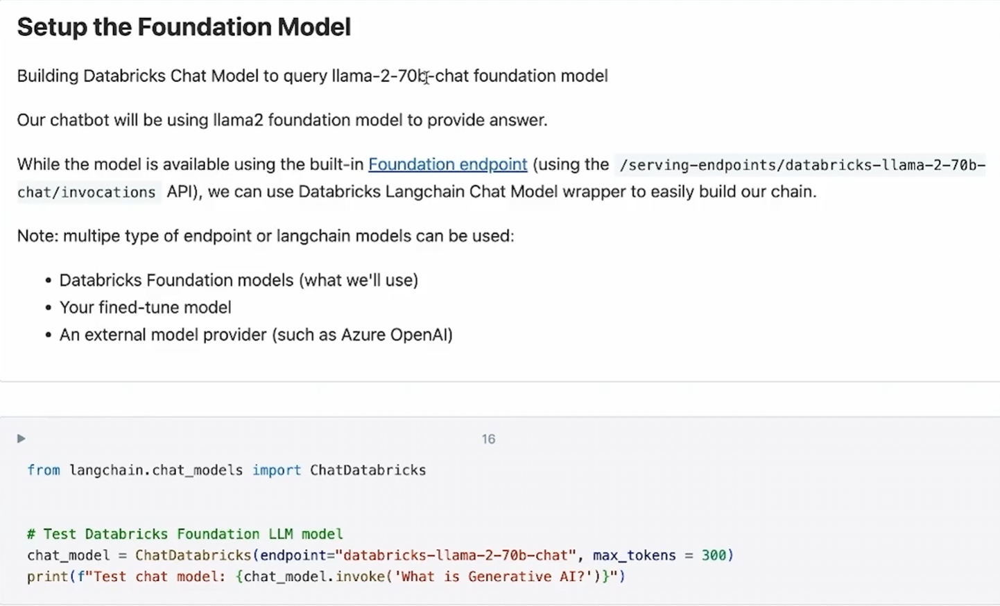 Setup the Foundation Model
Building Databricks Chat Model to query llama-2-70b-chat foundation model
Our chatbot will be using llama2 foundation model to provide answer.
While the model is available using the built-in Foundation endpoint (using the /serving-endpoints/databricks-llama-2-70b-
chat/invocations API), we can use Databricks Langchain Chat Model wrapper to easily build our chain.
Note: multipe type of endpoint or langchain models can be used:
• Databricks Foundation models (what we'll use)
• Your fined-tune model
• An external model provider (such as Azure OpenAI)
16
from langchain.chat_models import ChatDatabricks
# Test Databricks Foundation LLM model
chat_model = ChatDatabricks(endpoint="databricks-llama-2-70b-chat", max_tokens = 300)
print(f"Test chat model: {chat_model.invoke('What is Generative AI?')}")